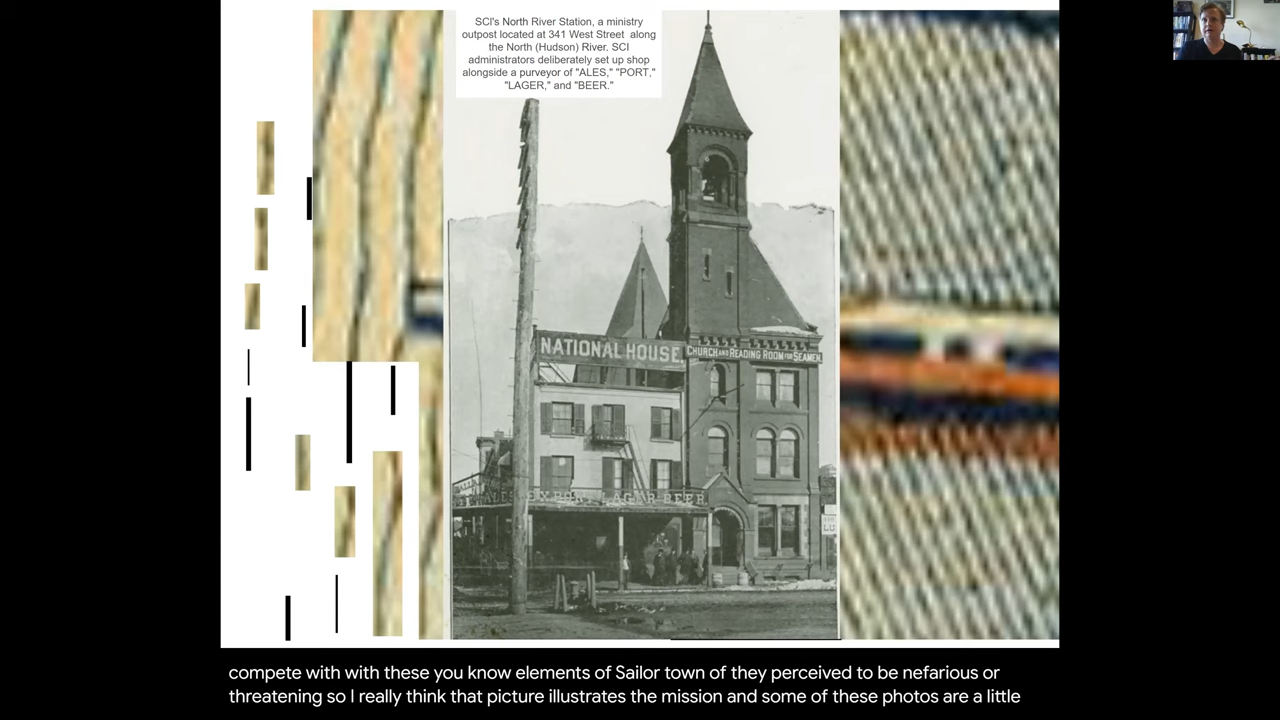 SCI's North River Station, a ministry
outpost located at 341 West Street along
the North (Hudson) River. SCI
administrators deliberately set up shop
alongside a purveyor of "ALES," "PORT,"
"LAGER," and "BEER."
NATIONAL HOUSE.
CHURCH AND READING ROOM FOR SEAMEN.
ALES EXPORT LAGER BEER.
LU
compete with with these you know elements of Sailor town of they perceived to be nefarious or
threatening so I really think that picture illustrates the mission and some of these photos are a little